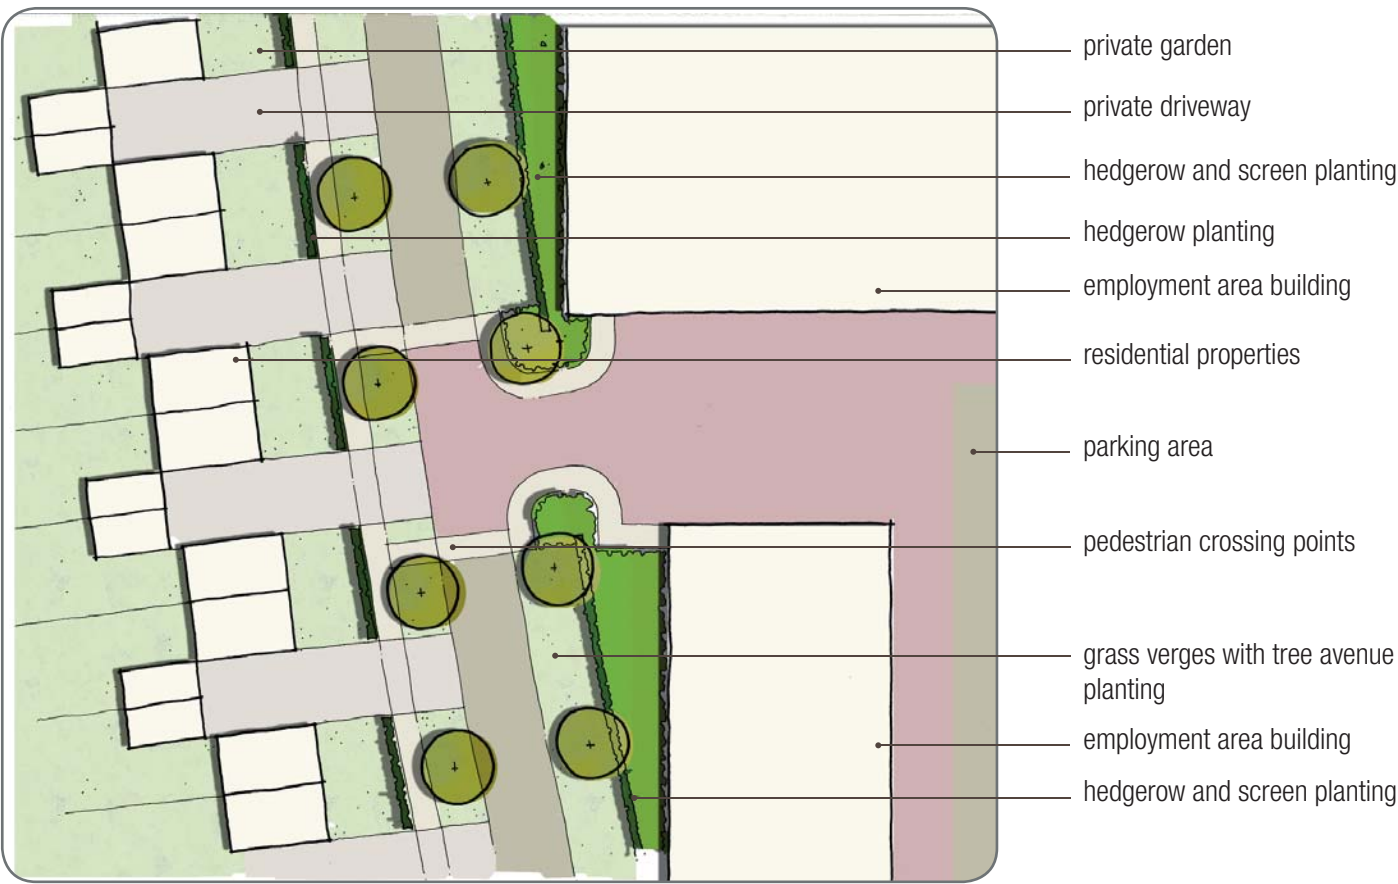 private garden
private driveway
hedgerow and screen planting
hedgerow planting
employment area building
residential properties
parking area
pedestrian crossing points
grass verges with tree avenue
planting
employment area building
hedgerow and screen planting